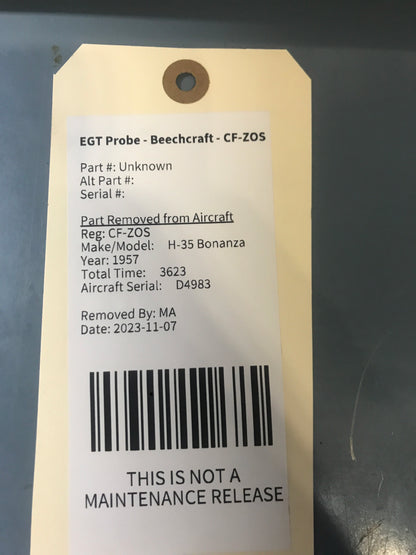 EGT Probe - Beechcraft - CF-ZOS
Part #: Unknown
Alt Part #:
Serial #:
Part Removed from Aircraft
Reg: CF-ZOS
Make/Model: H-35 Bonanza
Year: 1957
Total Time: 3623
Aircraft Serial: D4983
Removed By: MA
Date: 2023-11-07
THIS IS NOT A
MAINTENANCE RELEASE